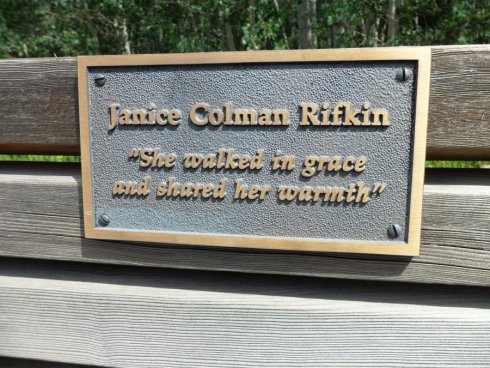 Janice Colman Rifkin
"She walked in grace
and shared her warmth"